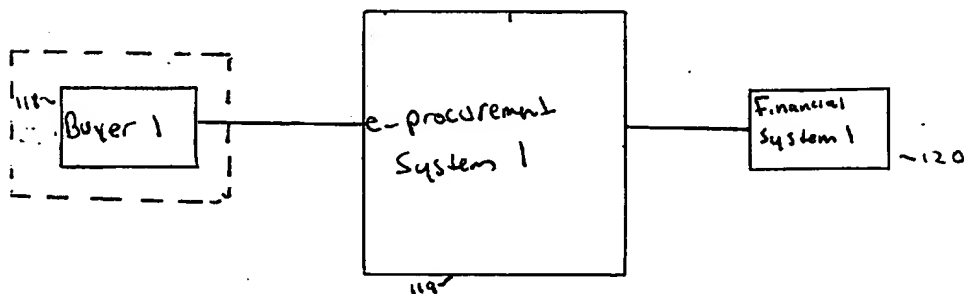 118
Buyer 1
e-procurement
System 1
Financial
System 1
120
119